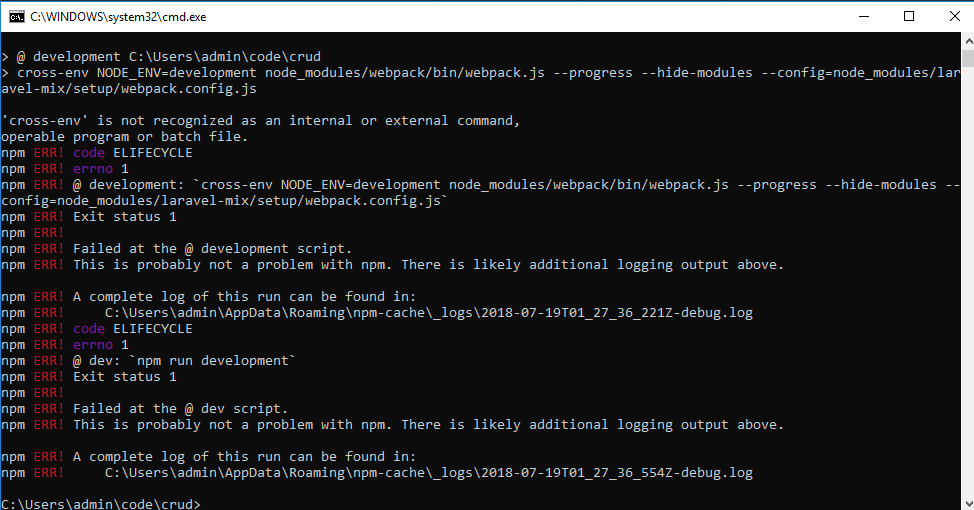 C:\WINDOWS\system32\cmd.exe
> @ development C:\Users\admin\code\crud
> cross-env NODE_ENV=development node_modules/webpack/bin/webpack.js --progress --hide-modules --config=node_modules/lar
avel-mix/setup/webpack.config.js
'cross-env' is not recognized as an internal or external command,
operable program or batch file.
npm ERR! code ELIFECYCLE
npm ERR! errno 1
npm ERR! @ development: `cross-env NODE_ENV=development node_modules/webpack/bin/webpack.js --progress --hide-modules --
config=node_modules/laravel-mix/setup/webpack.config.js`
npm ERR! Exit status 1
npm ERR!
npm ERR! Failed at the @ development script.
npm ERR! This is probably not a problem with npm. There is likely additional logging output above.
npm ERR! A complete log of this run can be found in:
npm ERR!     C:\Users\admin\AppData\Roaming\npm-cache\_logs\2018-07-19T01_27_36_221Z-debug.log
npm ERR! code ELIFECYCLE
npm ERR! errno 1
npm ERR! @ dev: `npm run development`
npm ERR! Exit status 1
npm ERR!
npm ERR! Failed at the @ dev script.
npm ERR! This is probably not a problem with npm. There is likely additional logging output above.
npm ERR! A complete log of this run can be found in:
npm ERR!     C:\Users\admin\AppData\Roaming\npm-cache\_logs\2018-07-19T01_27_36_554Z-debug.log
C:\Users\admin\code\crud>